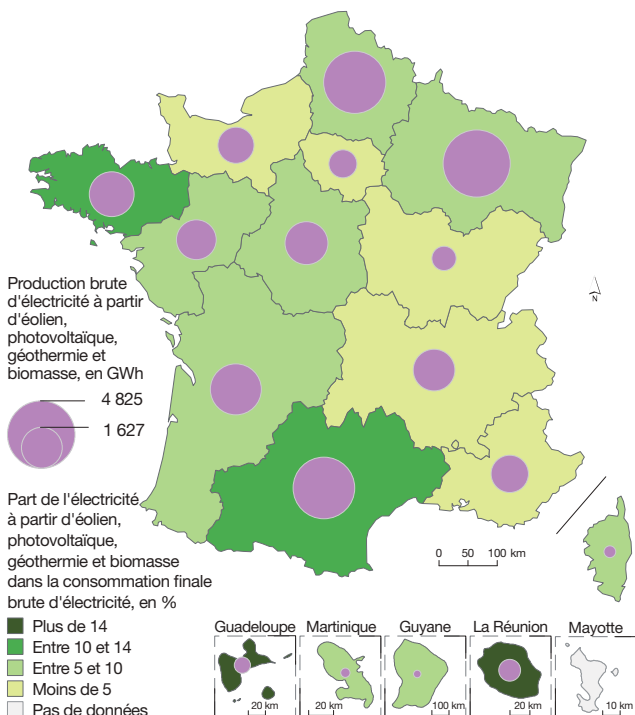 Production brute
d'électricité à partir
d'éolien,
photovoltaïque,
géothermie et
biomasse, en GWh
4 825
1 627
Part de l'électricité
à partir d'éolien,
photovoltaïque,
géothermie et biomasse
dans la consommation finale
brute d'électricité, en %
Plus de 14
Entre 10 et 14
Entre 5 et 10
Moins de 5
Pas de données
N
0 50 100 km
Guadeloupe
20 km
Martinique
20 km
Guyane
100 km
La Réunion
20 km
Mayotte
10 km